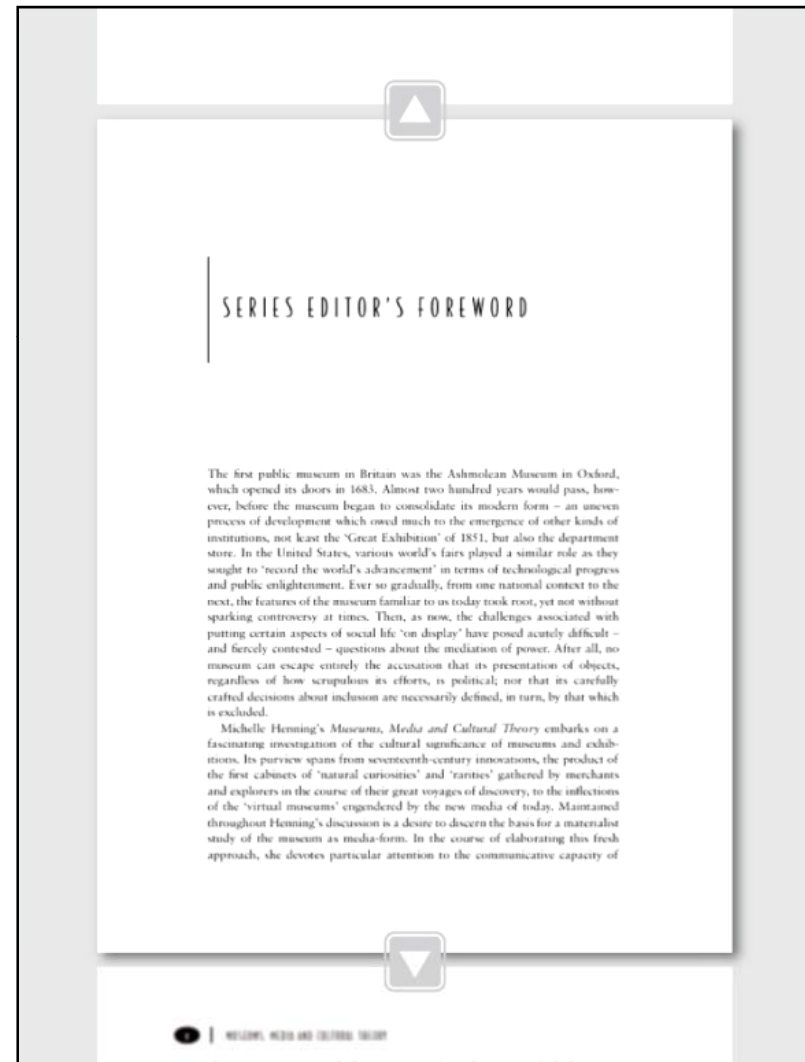 SERIES EDITOR'S FOREWORD
The first public museum in Britain was the Ashmolean Museum in Oxford,
which opened its doors in 1683. Almost two hundred years would pass, how-
ever, before the museum began to consolidate its modern form – an uneven
process of development which owed much to the emergence of other kinds of
institutions, not least the 'Great Exhibition' of 1851, but also the department
store. In the United States, various world's fairs played a similar role as they
sought to 'record the world's advancement' in terms of technological progress
and public enlightenment. Ever so gradually, from one national context to the
next, the features of the museum familiar to us today took root, yet not without
sparking controversy at times. Then, as now, the challenges associated with
putting certain aspects of social life 'on display' have posed acutely difficult –
and fiercely contested – questions about the mediation of power. After all, no
museum can escape entirely the accusation that its presentation of objects,
regardless of how scrupulous its efforts, is political; nor that its carefully
crafted decisions about inclusion are necessarily defined, in turn, by that which
is excluded.
Michelle Henning's Museums, Media and Cultural Theory embarks on a
fascinating investigation of the cultural significance of museums and exhib-
itions. Its purview spans from seventeenth-century innovations, the product of
the first cabinets of 'natural curiosities' and 'rarities' gathered by merchants
and explorers in the course of their great voyages of discovery, to the inflections
of the 'virtual museums' engendered by the new media of today. Maintained
throughout Henning's discussion is a desire to discern the basis for a materialist
study of the museum as media-form. In the course of elaborating this fresh
approach, she devotes particular attention to the communicative capacity of
MUSEUMS, MEDIA AND CULTURAL THEORY